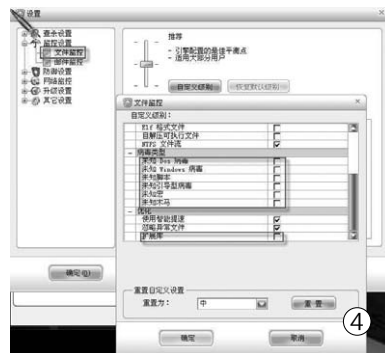 设置
查杀设置
监控设置
文件监控
邮件监控
防御设置
网络监控
升级设置
其它设置
推荐
- 引擎配置的最佳平衡点
- 适用大部分用户
自定义级别
恢复默认级别
确定(O)
文件监控
自定义级别：
Elf 格式文件
自解压可执行文件
NTFS 文件流
- 病毒类型
未知 Dos 病毒
未知 Windows 病毒
未知脚本
未知引导型病毒
未知宏
未知木马
- 优化
使用智能提速
忽略异常文件
扩展库
重置自定义设置
重置为：
中
重置
确定
取消
④